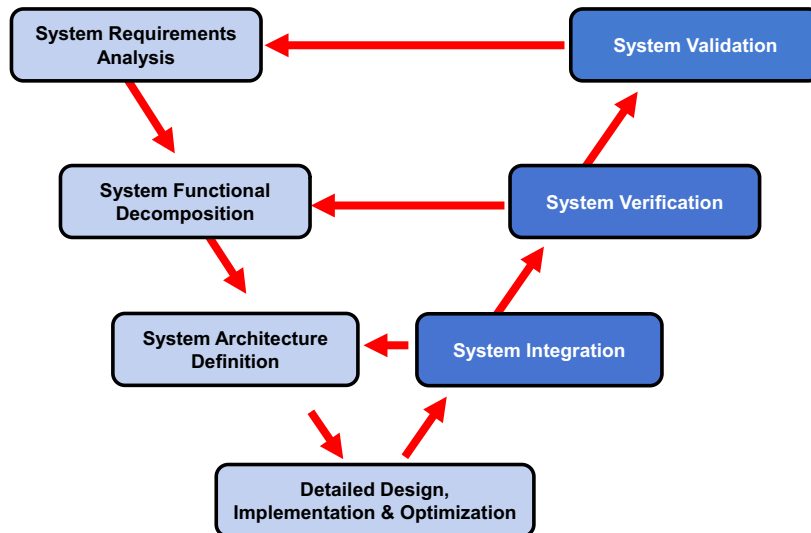 System Requirements
Analysis
System Validation
System Functional
Decomposition
System Verification
System Architecture
Definition
System Integration
Detailed Design,
Implementation & Optimization